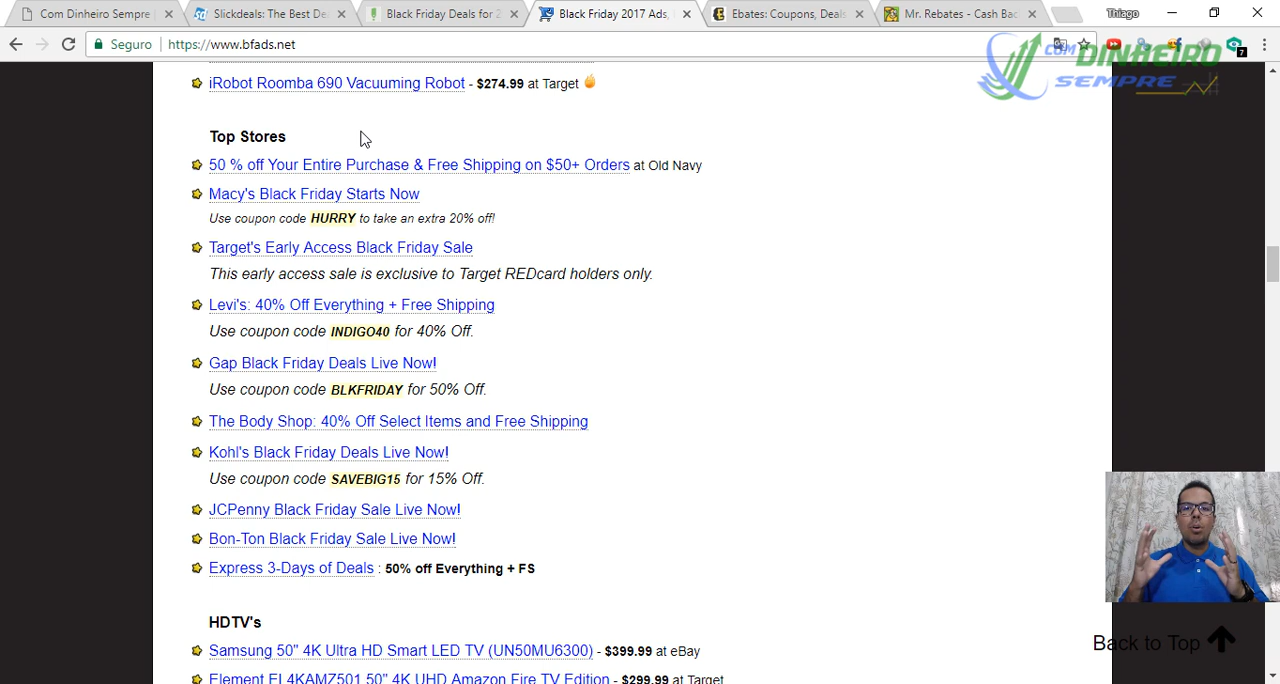 Com Dinheiro Sempre
Slickdeals: The Best De
Black Friday Deals for 2
Black Friday 2017 Ads,
Ebates: Coupons, Deals
Mr. Rebates - Cash Bac
Thiago
Seguro
https://www.bfads.net
7
COM DINHEIRO
SEMPRE
iRobot Roomba 690 Vacuuming Robot - $274.99 at Target
Top Stores
50 % off Your Entire Purchase & Free Shipping on $50+ Orders at Old Navy
Macy's Black Friday Starts Now
Use coupon code HURRY to take an extra 20% off!
Target's Early Access Black Friday Sale
This early access sale is exclusive to Target REDcard holders only.
Levi's: 40% Off Everything + Free Shipping
Use coupon code INDIGO40 for 40% Off.
Gap Black Friday Deals Live Now!
Use coupon code BLKFRIDAY for 50% Off.
The Body Shop: 40% Off Select Items and Free Shipping
Kohl's Black Friday Deals Live Now!
Use coupon code SAVEBIG15 for 15% Off.
JCPenny Black Friday Sale Live Now!
Bon-Ton Black Friday Sale Live Now!
Express 3-Days of Deals : 50% off Everything + FS
HDTV's
Back to Top
Samsung 50" 4K Ultra HD Smart LED TV (UN50MU6300) - $399.99 at eBay
Element EL4KAMZ501 50" 4K UHD Amazon Fire TV Edition - $299.99 at Target